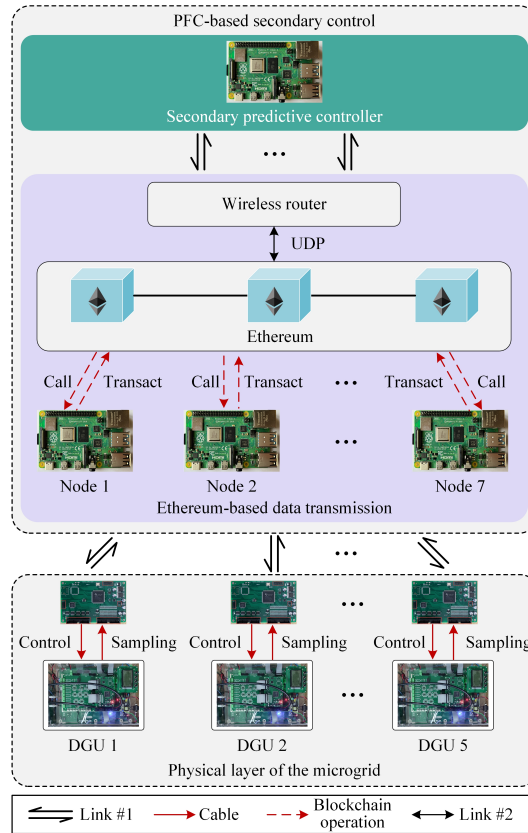 PFC-based secondary control
Secondary predictive controller
...
Wireless router
UDP
Ethereum
Call Transact Call Transact ... Transact Call
...
Node 1 Node 2 Node 7
Ethereum-based data transmission
...
...
Control Sampling Control Sampling Control Sampling
...
DGU 1 DGU 2 DGU 5
Physical layer of the microgrid
Link #1 Cable Blockchain operation Link #2